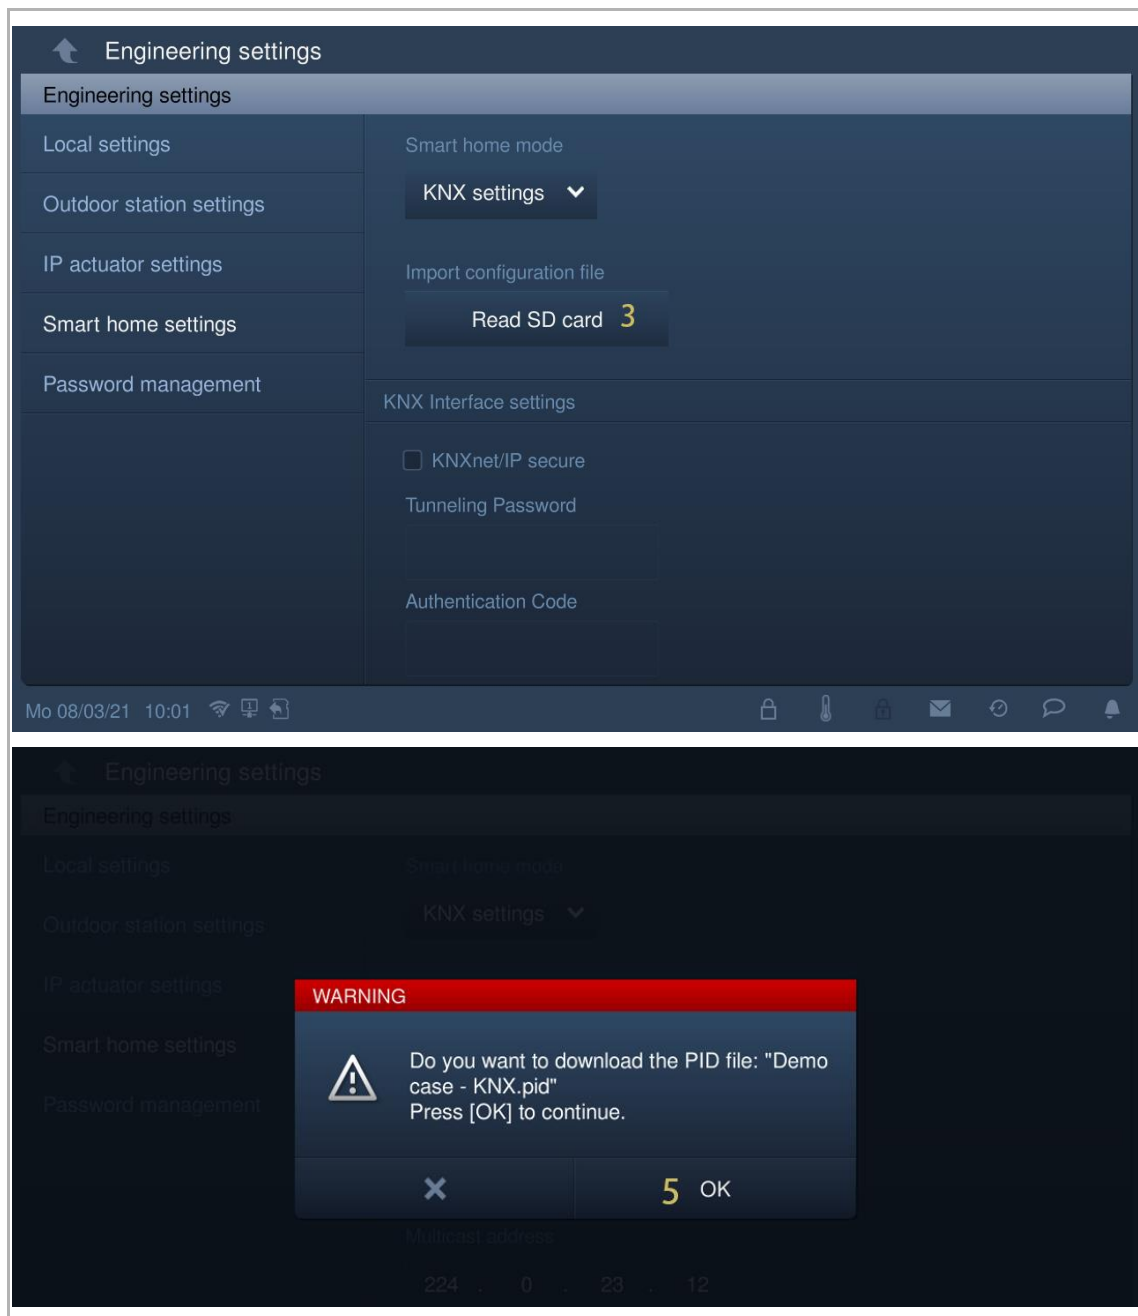 Engineering settings
Engineering settings
Local settings
Outdoor station settings
IP actuator settings
Smart home settings
Password management
Smart home mode
KNX settings
Import configuration file
Read SD card 3
KNX Interface settings
KNXnet/IP secure
Tunneling Password
Authentication Code
Mo 08/03/21 10:01
Engineering settings
Engineering settings
Local settings
Outdoor station settings
IP actuator settings
Smart home settings
Password management
Smart home mode
KNX settings
WARNING
Do you want to download the PID file: "Demo
case - KNX.pid"
Press [OK] to continue.
5 OK
Multicast address
224 . 0 . 23 . 12